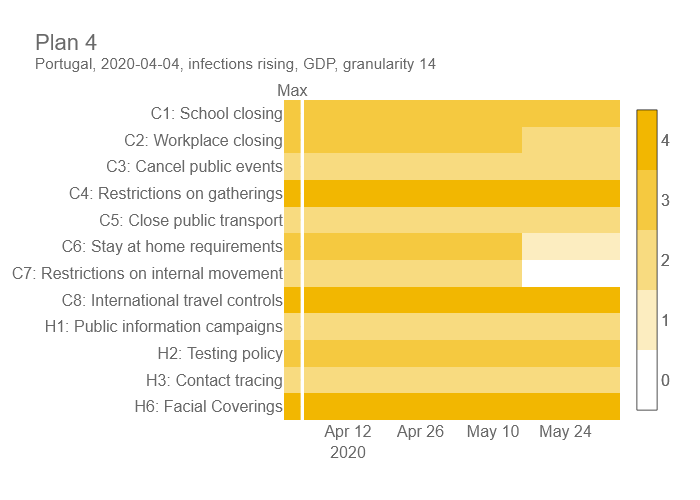 Plan 4
Portugal, 2020-04-04, infections rising, GDP, granularity 14
Max
C1: School closing
C2: Workplace closing
C3: Cancel public events
C4: Restrictions on gatherings
C5: Close public transport
C6: Stay at home requirements
C7: Restrictions on internal movement
C8: International travel controls
H1: Public information campaigns
H2: Testing policy
H3: Contact tracing
H6: Facial Coverings
Apr 12 Apr 26 May 10 May 24
2020
4
3
2
1
0